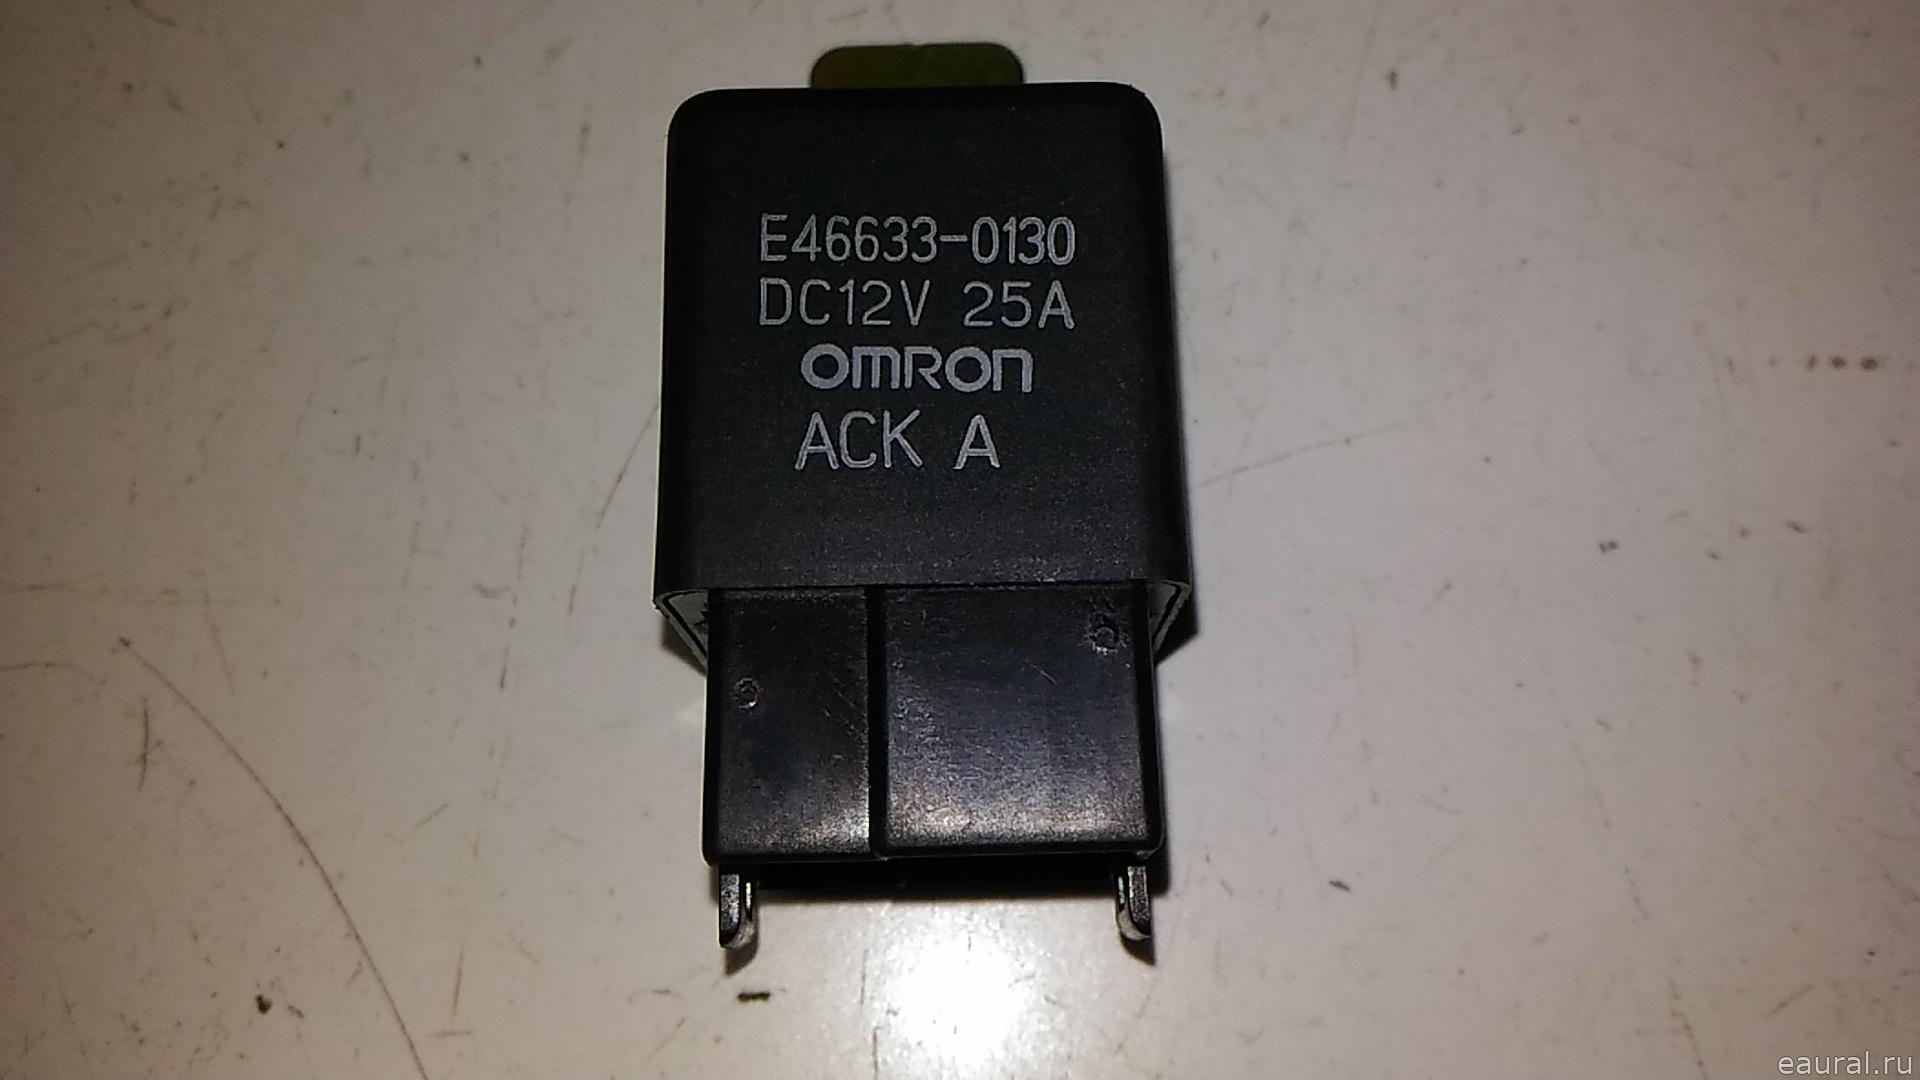 E46633-0130
DC12V 25A
OMRON
ACK A
eaural.ru